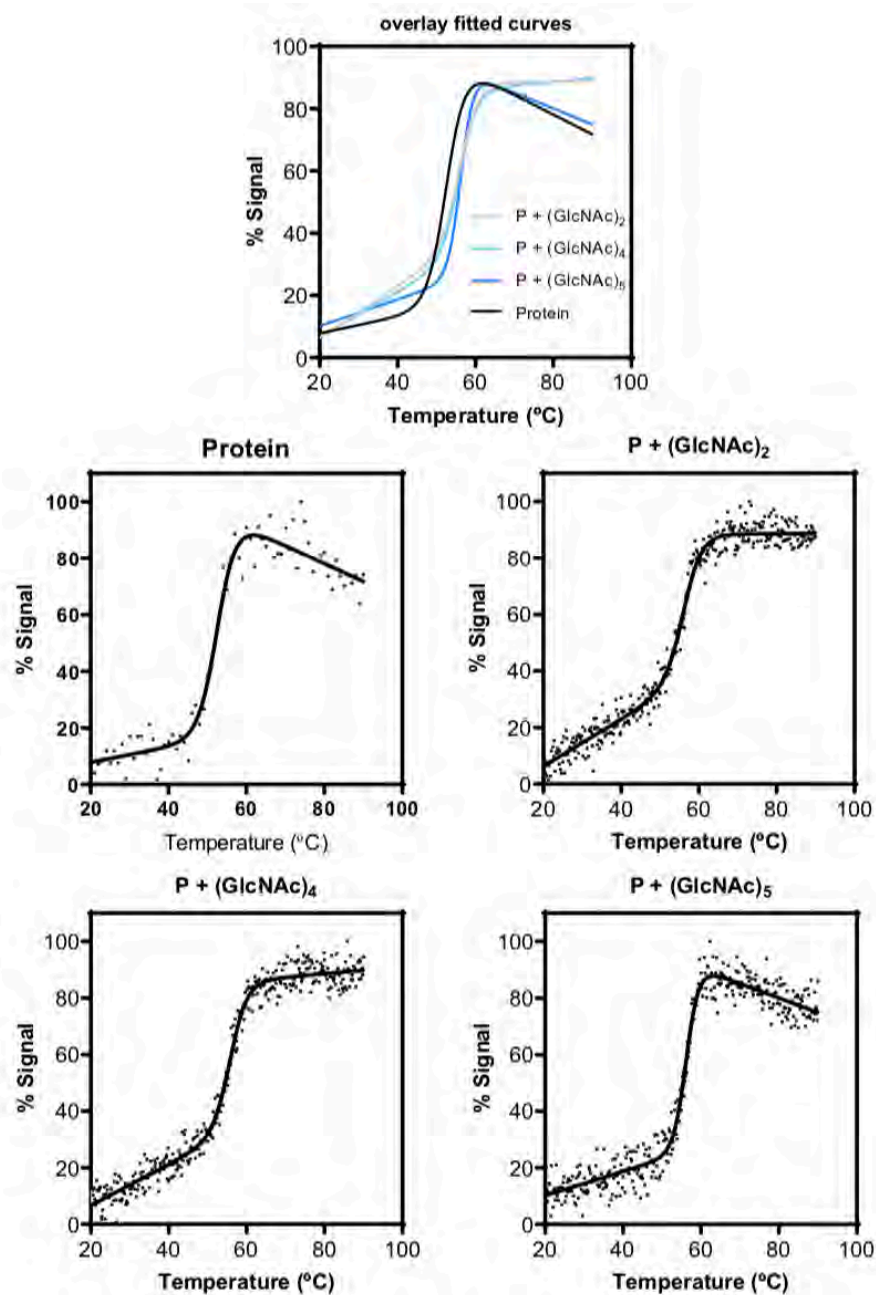 overlay fitted curves
100
80
60
40
20
0
% Signal
P + (GlcNAc)2
P + (GlcNAc)4
P + (GlcNAc)5
Protein
20 40 60 80 100
Temperature (ºC)
Protein
100
80
60
40
20
0
% Signal
20 40 60 80 100
Temperature (ºC)
P + (GlcNAc)2
100
80
60
40
20
0
% Signal
20 40 60 80 100
Temperature (ºC)
P + (GlcNAc)4
100
80
60
40
20
0
% Signal
20 40 60 80 100
Temperature (ºC)
P + (GlcNAc)5
100
80
60
40
20
0
% Signal
20 40 60 80 100
Temperature (ºC)